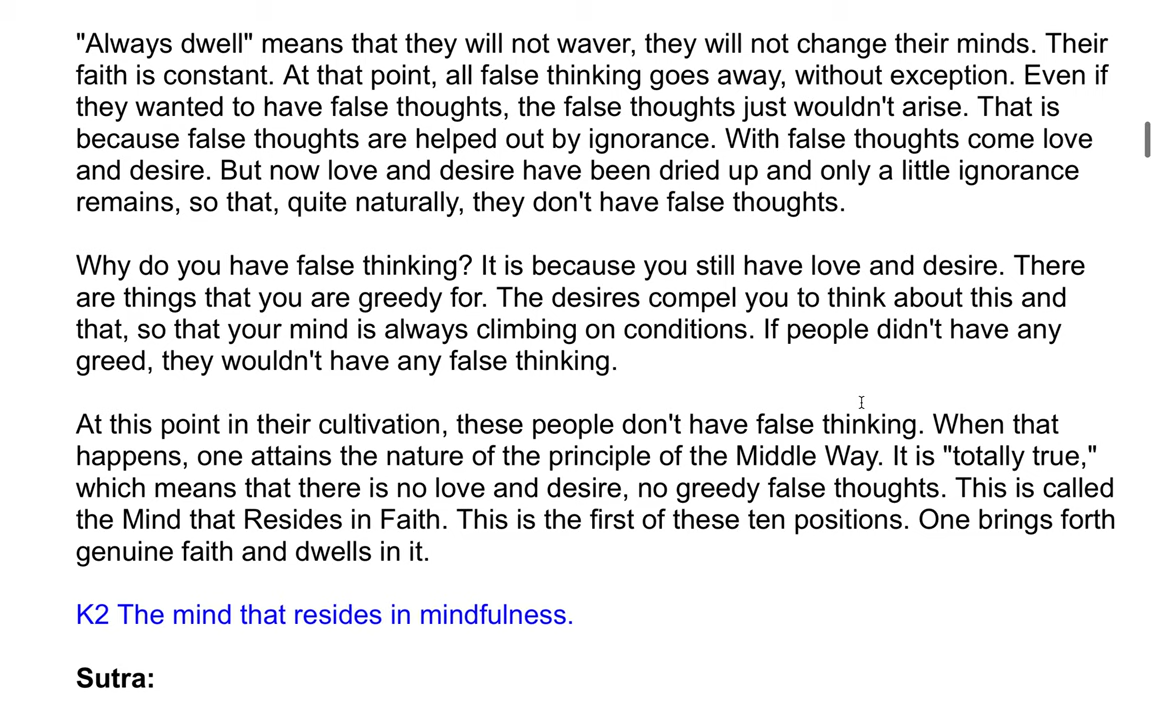 "Always dwell" means that they will not waver, they will not change their minds. Their
faith is constant. At that point, all false thinking goes away, without exception. Even if
they wanted to have false thoughts, the false thoughts just wouldn't arise. That is
because false thoughts are helped out by ignorance. With false thoughts come love
and desire. But now love and desire have been dried up and only a little ignorance
remains, so that, quite naturally, they don't have false thoughts.
Why do you have false thinking? It is because you still have love and desire. There
are things that you are greedy for. The desires compel you to think about this and
that, so that your mind is always climbing on conditions. If people didn't have any
greed, they wouldn't have any false thinking.
At this point in their cultivation, these people don't have false thinking. When that
happens, one attains the nature of the principle of the Middle Way. It is "totally true,"
which means that there is no love and desire, no greedy false thoughts. This is called
the Mind that Resides in Faith. This is the first of these ten positions. One brings forth
genuine faith and dwells in it.
K2 The mind that resides in mindfulness.
Sutra: